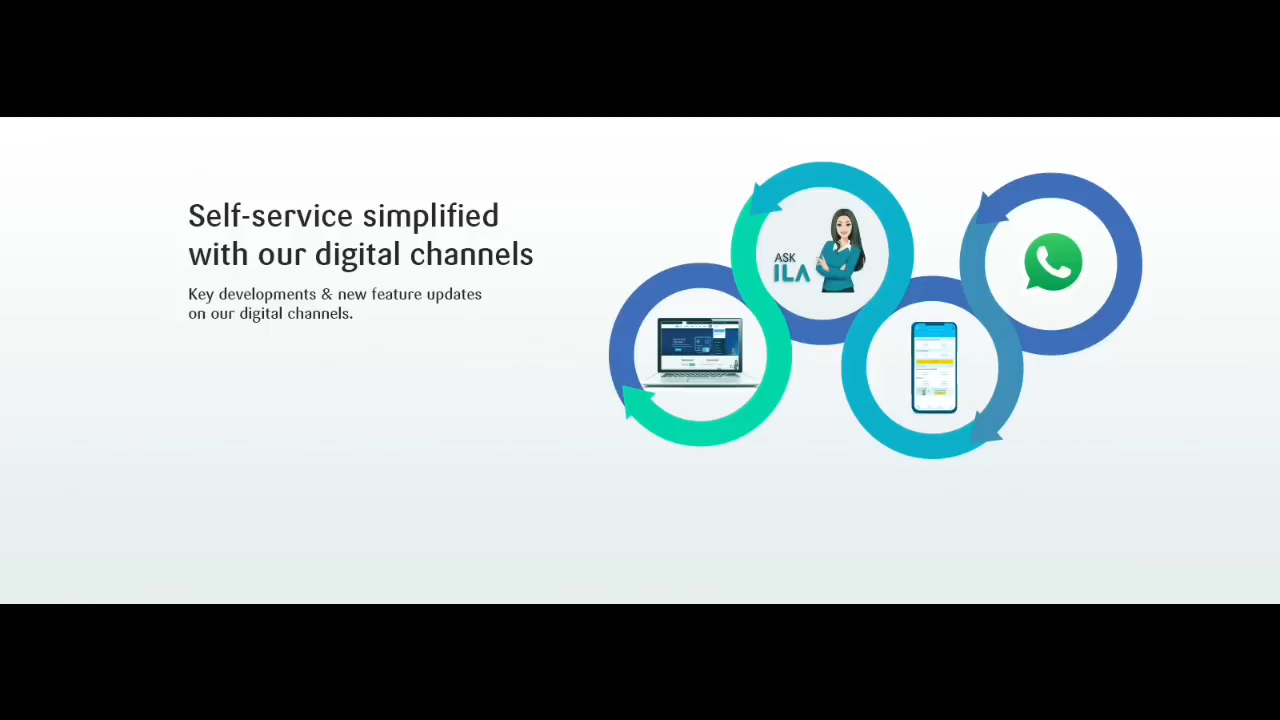 Self-service simplified
with our digital channels
Key developments & new feature updates
on our digital channels.
ASK
ILA